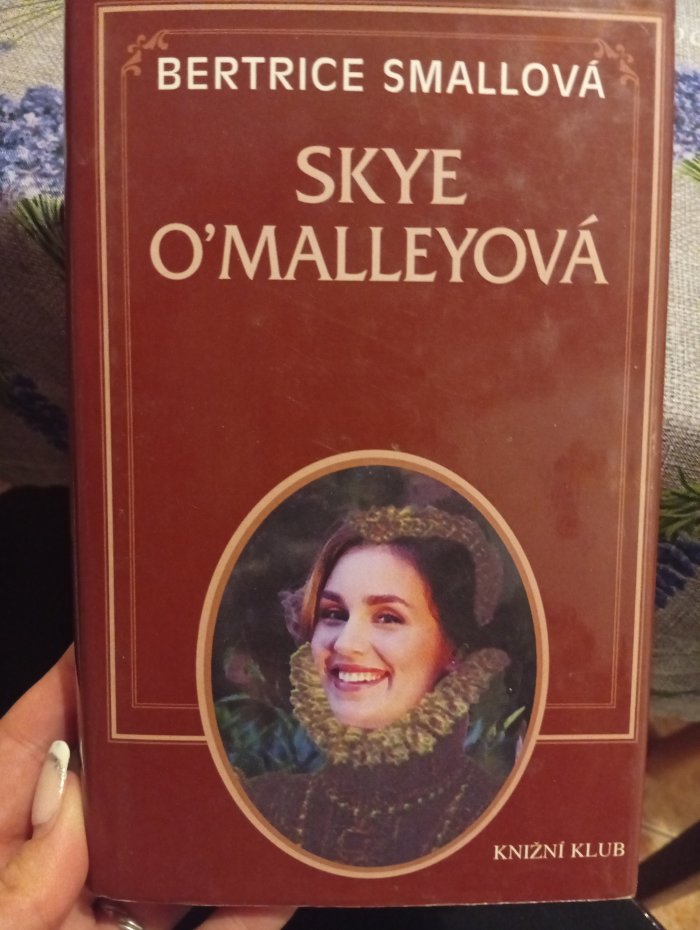 BERTRICE SMALLOVÁ
SKYE
O’MALLEYOVÁ
KNIŽNÍ KLUB